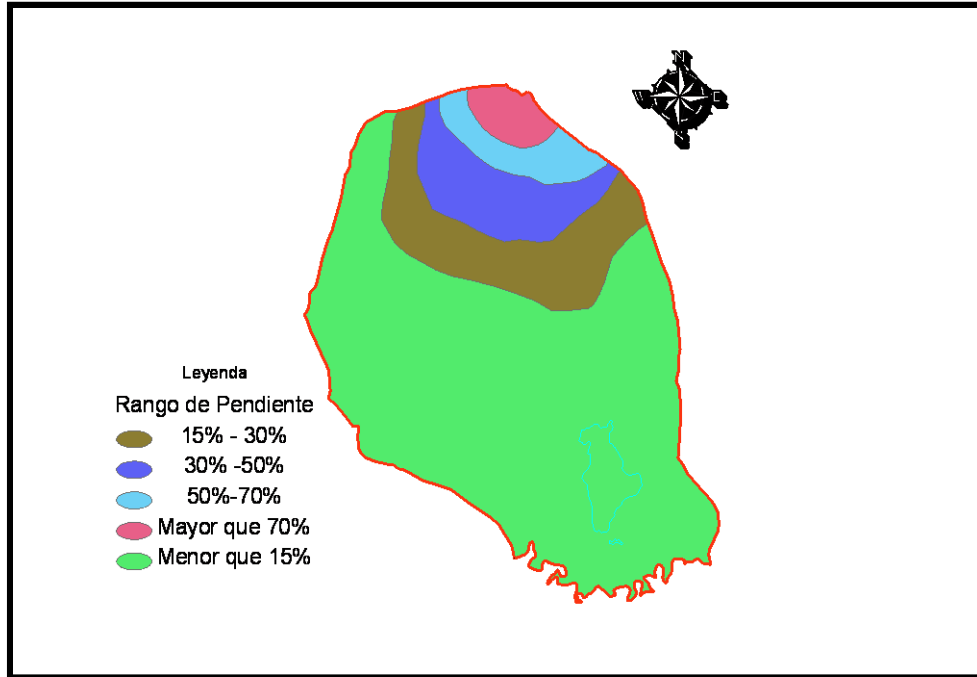 Leyenda
Rango de Pendiente
15% - 30%
30% -50%
50%-70%
Mayor que 70%
Menor que 15%